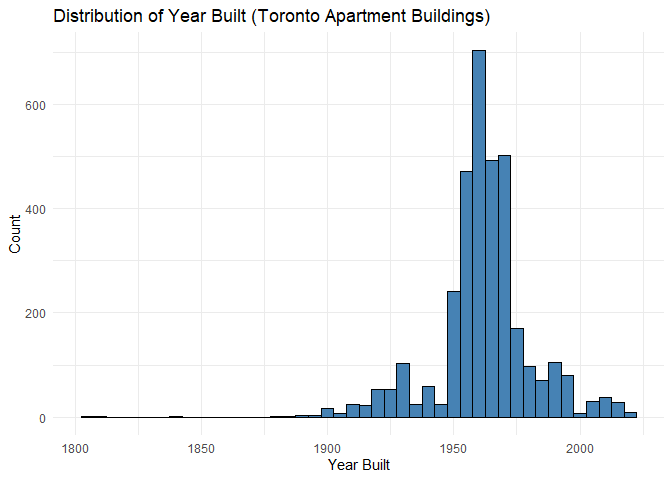 Distribution of Year Built (Toronto Apartment Buildings)
600
400
200
0
Count
1800 1850 1900 1950 2000
Year Built